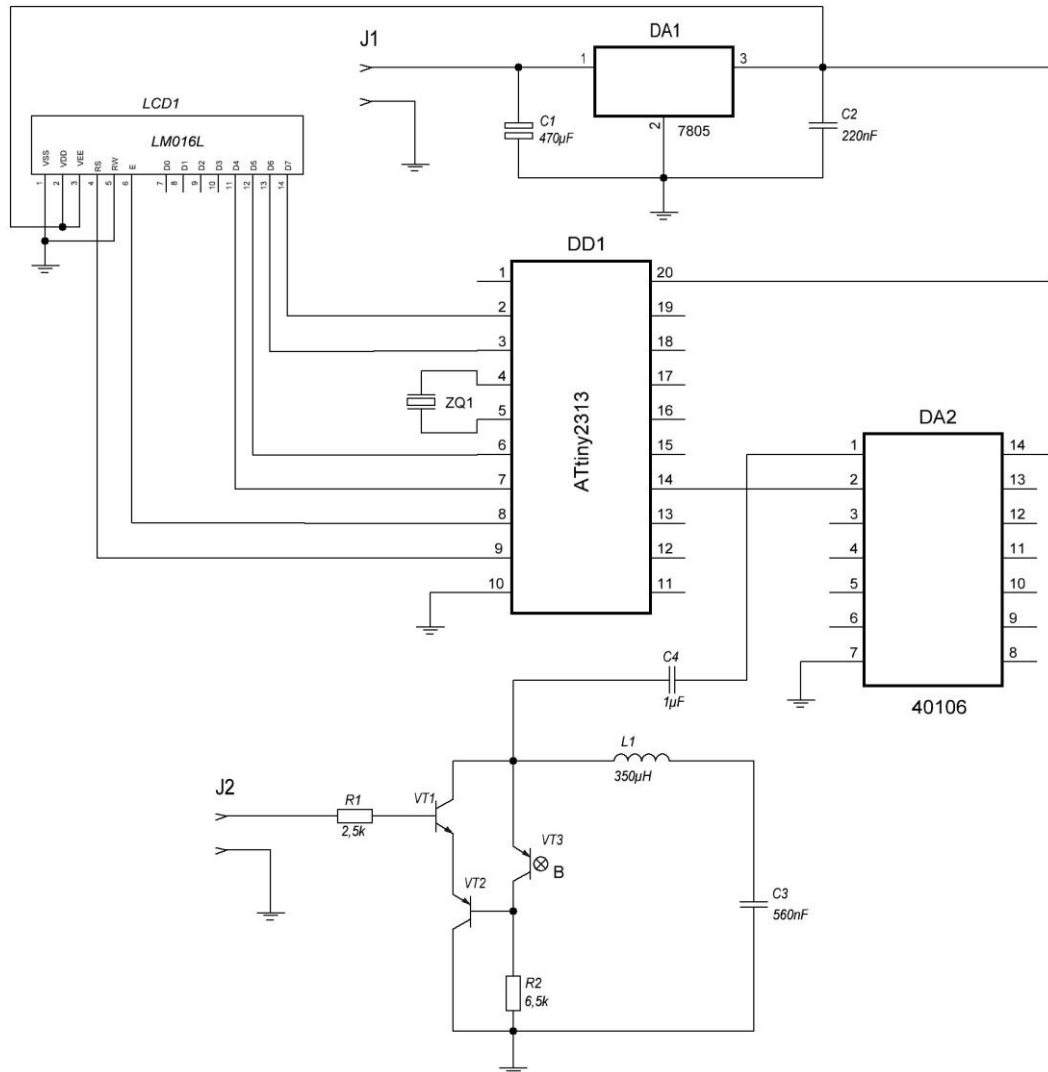 J1
DA1
1
3
2
7805
C1
470µF
C2
220nF
LCD1
LM016L
VSS
VDD
VEE
RS
RW
E
D0
D1
D2
D3
D4
D5
D6
D7
1
2
3
4
5
6
7
8
9
10
11
12
13
14
DD1
ATtiny2313
1
2
3
4
5
6
7
8
9
10
20
19
18
17
16
15
14
13
12
11
ZQ1
DA2
1
2
3
4
5
6
7
14
13
12
11
10
9
8
40106
C4
1µF
L1
350µH
J2
R1
2,5k
VT1
VT3
B
VT2
C3
560nF
R2
6,5k